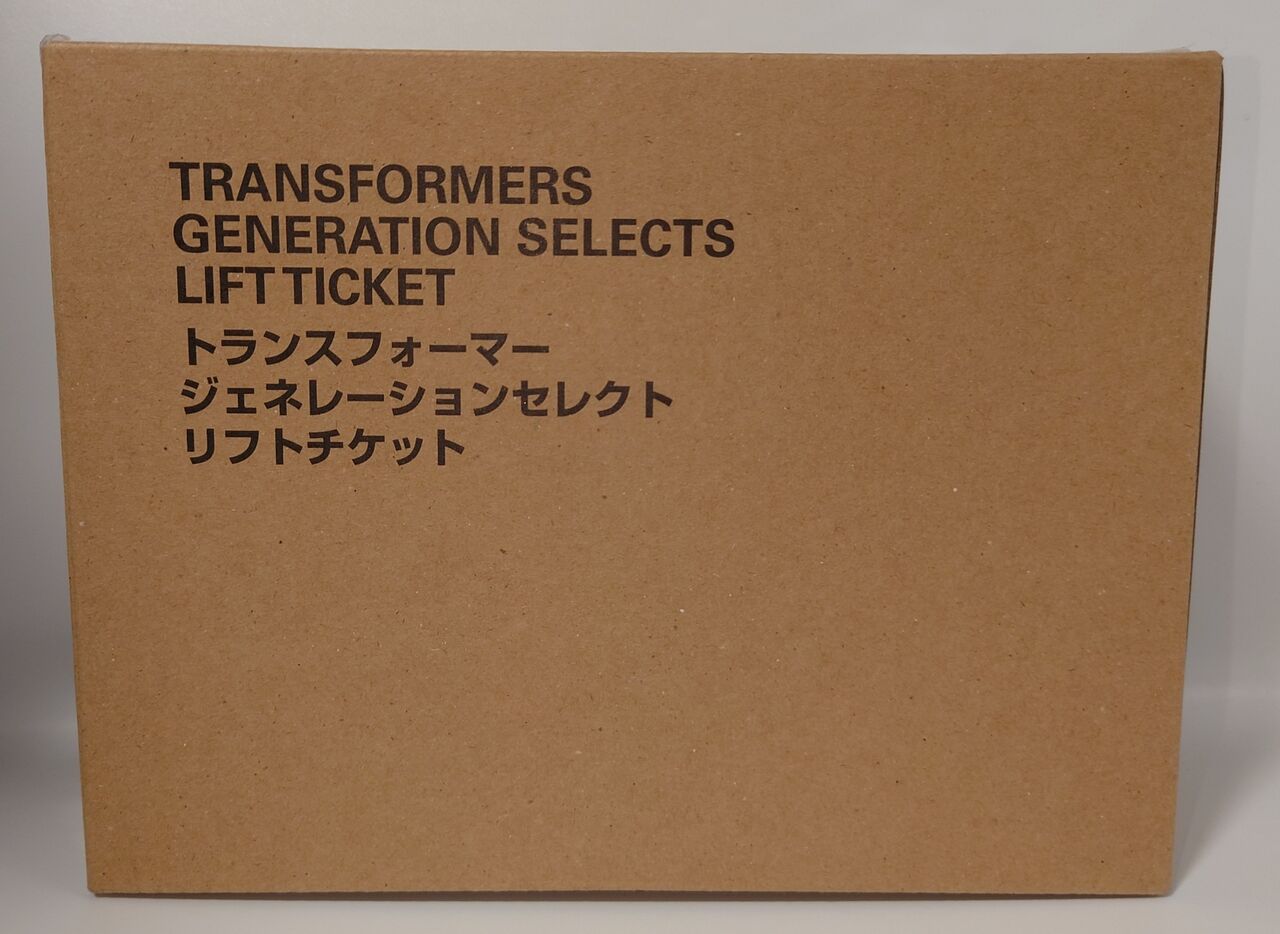 TRANSFORMERS
GENERATION SELECTS
LIFT TICKET
トランスフォーマー
ジェネレーションセレクト
リフトチケット